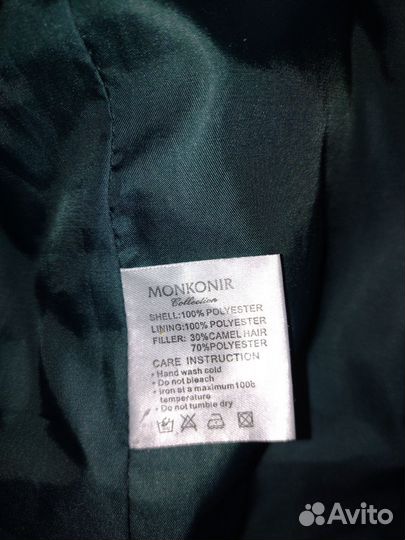 MONKONIR
Collection
SHELL:100%POLYESTER
LINING:100%POLYESTER
FILLER: 30%CAMEL HAIR
70%POLYESTER
CARE INSTRUCTION
• Hand wash cold
• Do not bleach
• Iron at a maximum 100ß
temperature
• Do not tumble dry
Avito